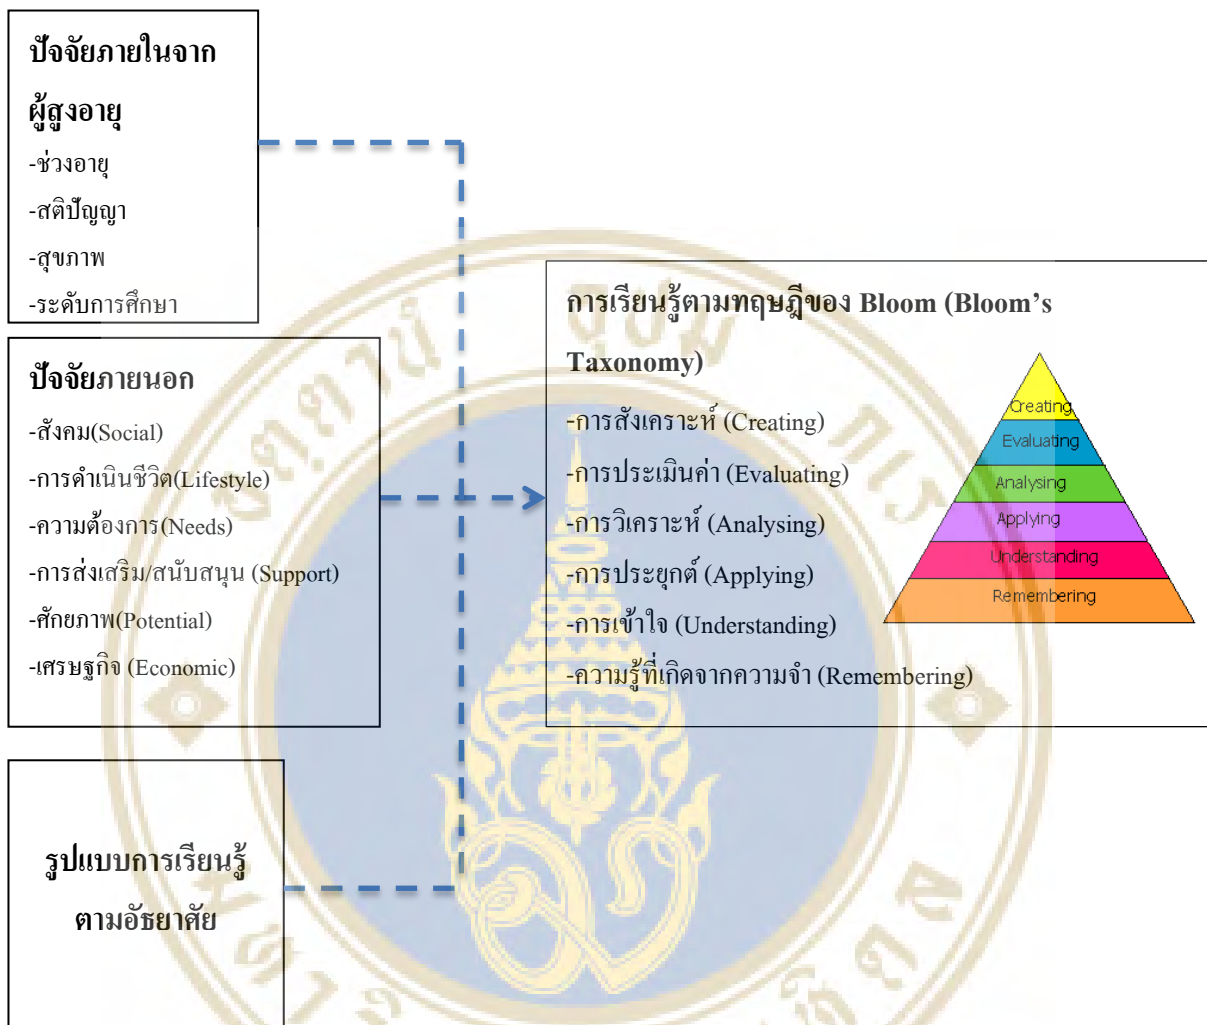 ปัจจัยภายในจาก
ผู้สูงอายุ
-ช่วงอายุ
-สติปัญญา
-สุขภาพ
-ระดับการศึกษา
ปัจจัยภายนอก
-สังคม(Social)
-การดำเนินชีวิต(Lifestyle)
-ความต้องการ(Needs)
-การส่งเสริม/สนับสนุน (Support)
-ศักยภาพ(Potential)
-เศรษฐกิจ (Economic)
รูปแบบการเรียนรู้
ตามอัธยาศัย
การเรียนรู้ตามทฤษฎีของ Bloom (Bloom’s
Taxonomy)
-การสังเคราะห์ (Creating)
-การประเมินค่า (Evaluating)
-การวิเคราะห์ (Analysing)
-การประยุกต์ (Applying)
-การเข้าใจ (Understanding)
-ความรู้ที่เกิดจากความจำ (Remembering)
Creating
Evaluating
Analysing
Applying
Understanding
Remembering